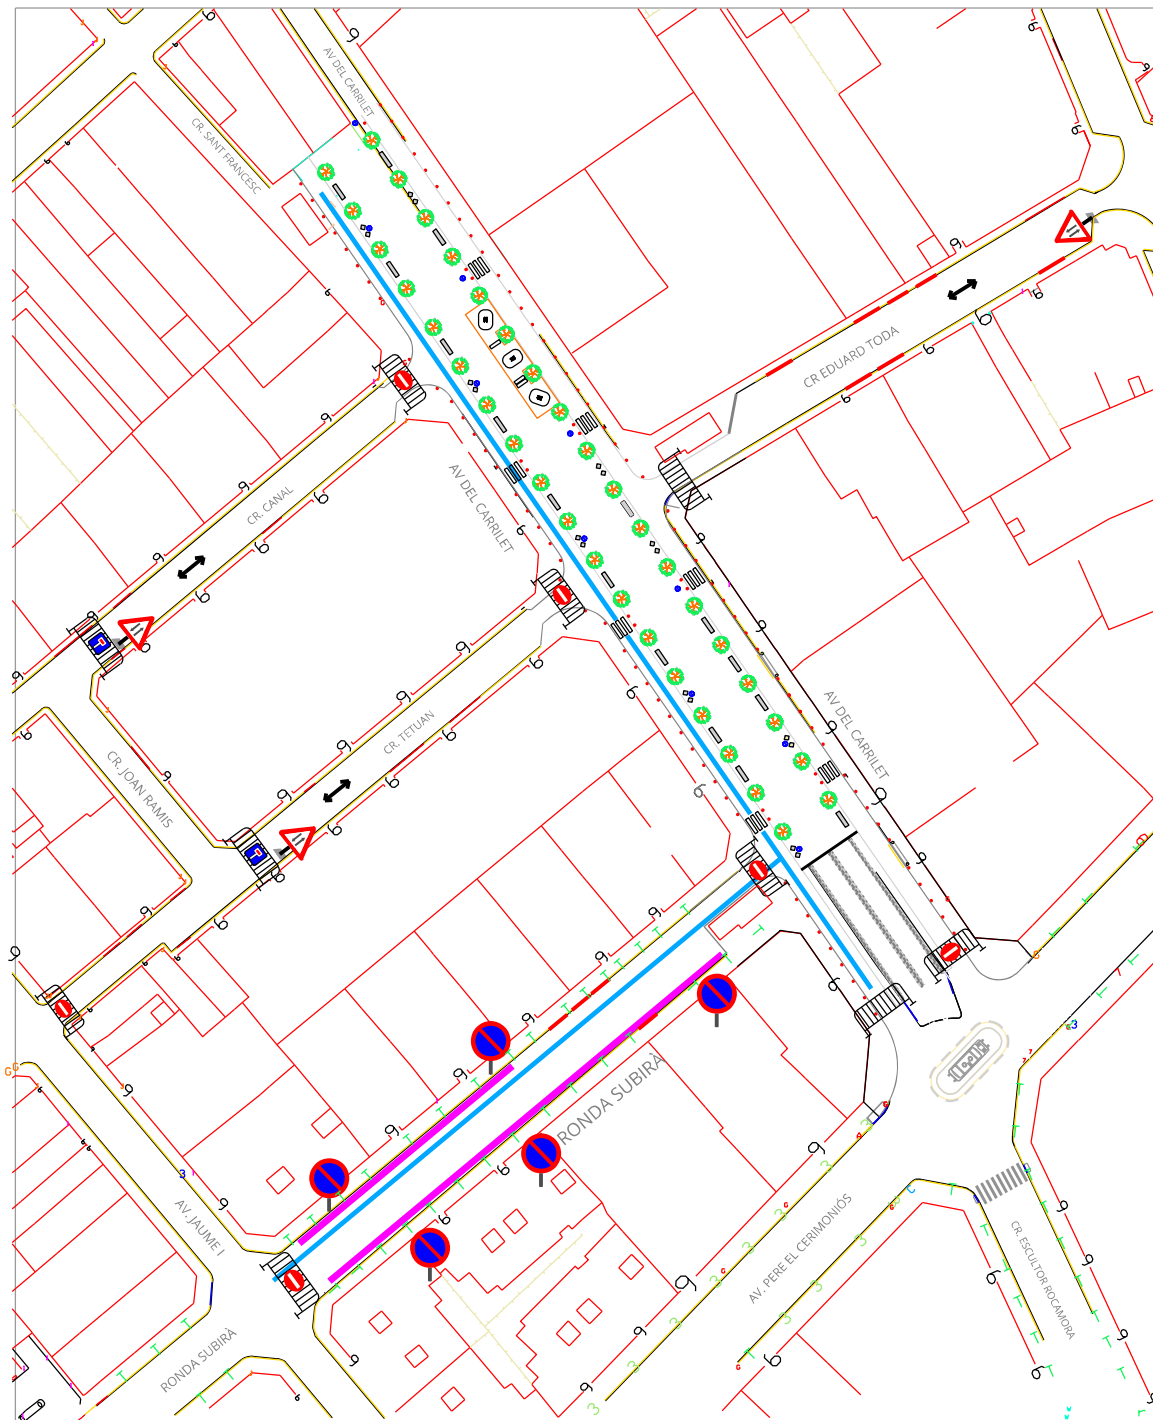 AV DEL CARRILET
CR. SANT FRANCESC
CR EDUARD TODA
AV DEL CARRILET
CR. CANAL
AV DEL CARRILET
CR. TETUAN
CR. JOAN RAMIS
RONDA SUBIRÀ
AV. JAUME I
AV. PERE EL CERIMONIÓS
CR. ESCULTOR ROCAMORA
RONDA SUBIRÀ